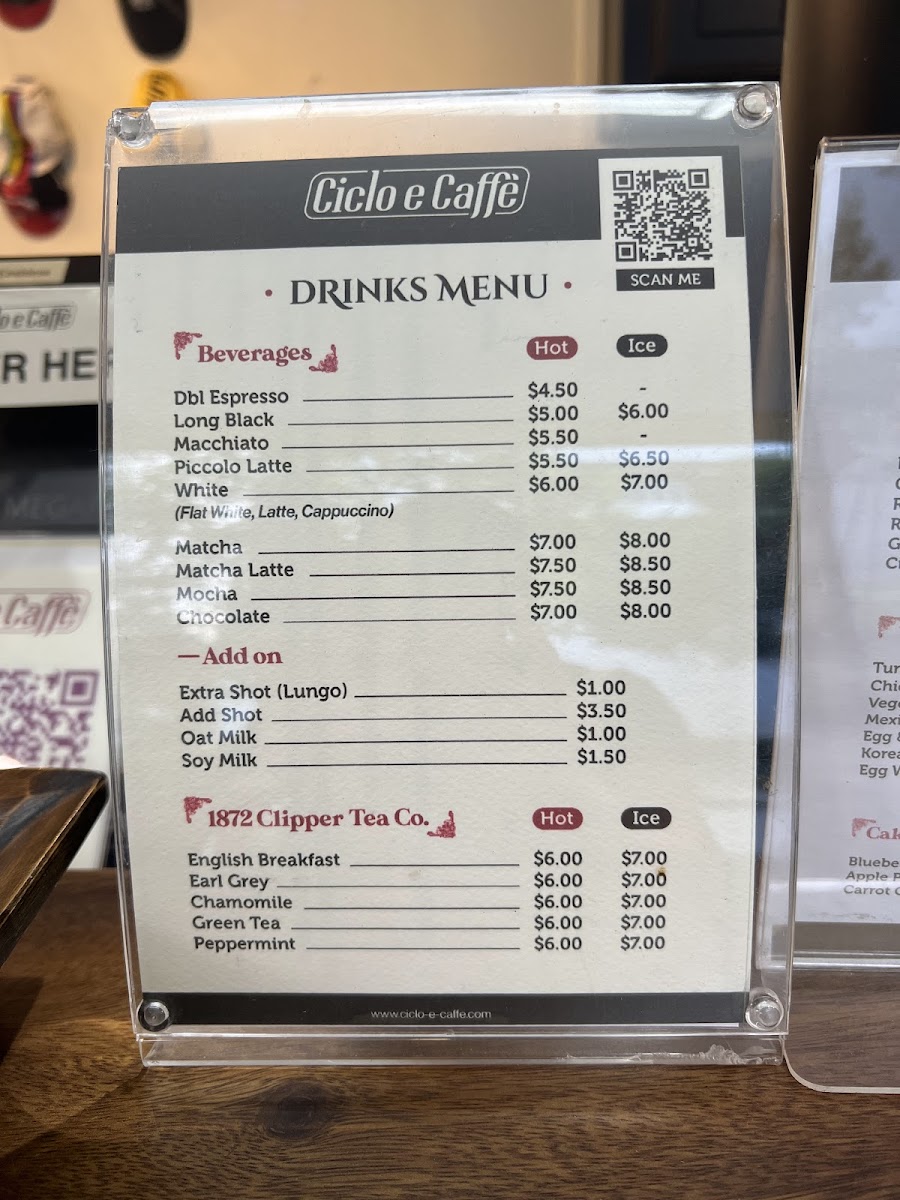 Ciclo e Caffè
SCAN ME
• DRINKS MENU •
Beverages Hot Ice
Dbl Espresso $4.50 -
Long Black $5.00 $6.00
Macchiato $5.50 -
Piccolo Latte $5.50 $6.50
White $6.00 $7.00
(Flat White, Latte, Cappuccino)
Matcha $7.00 $8.00
Matcha Latte $7.50 $8.50
Mocha $7.50 $8.50
Chocolate $7.00 $8.00
— Add on
Extra Shot (Lungo) $1.00
Add Shot $3.50
Oat Milk $1.00
Soy Milk $1.50
1872 Clipper Tea Co. Hot Ice
English Breakfast $6.00 $7.00
Earl Grey $6.00 $7.00
Chamomile $6.00 $7.00
Green Tea $6.00 $7.00
Peppermint $6.00 $7.00
www.ciclo-e-caffe.com
o e Caffè
R HE
Caffè
Egg
Apple
Carrot